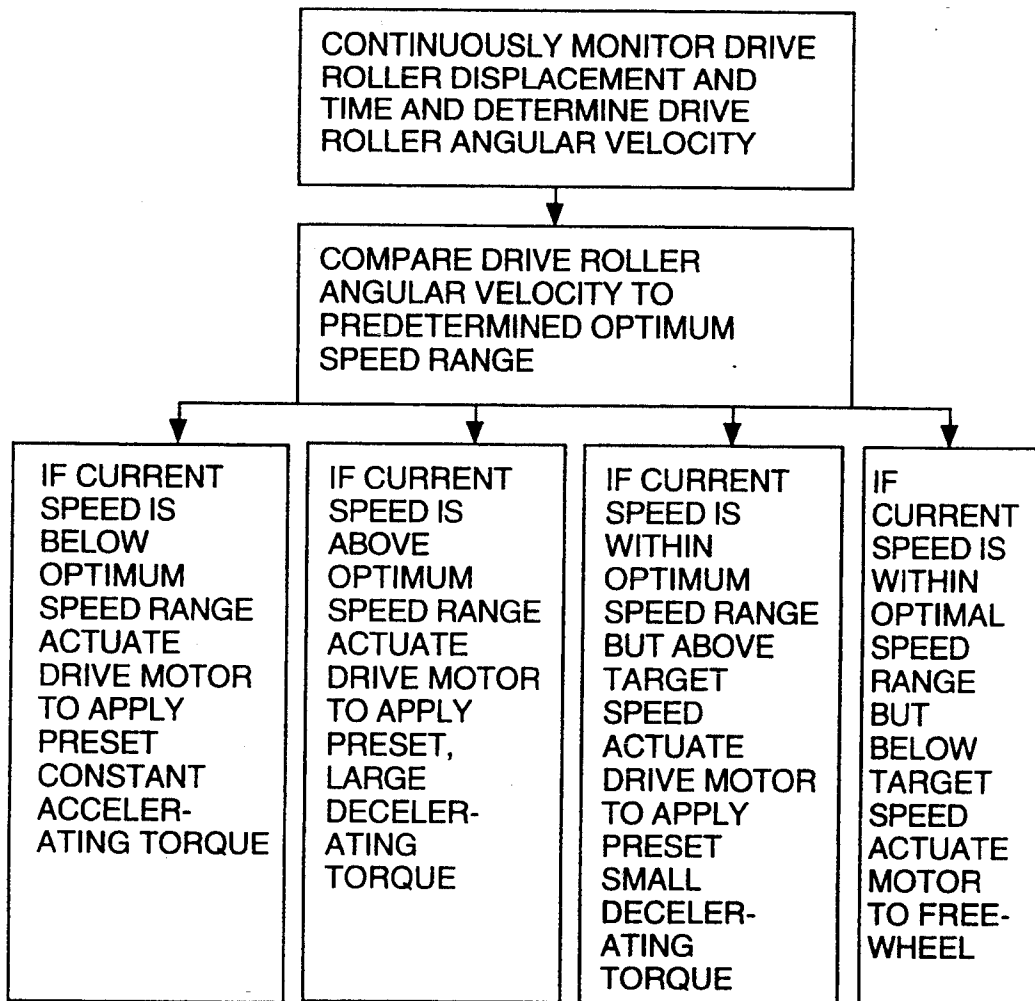 CONTINUOUSLY MONITOR DRIVE
ROLLER DISPLACEMENT AND
TIME AND DETERMINE DRIVE
ROLLER ANGULAR VELOCITY
COMPARE DRIVE ROLLER
ANGULAR VELOCITY TO
PREDETERMINED OPTIMUM
SPEED RANGE
IF CURRENT
SPEED IS
BELOW
OPTIMUM
SPEED RANGE
ACTUATE
DRIVE MOTOR
TO APPLY
PRESET
CONSTANT
ACCELER-
ATING TORQUE
IF CURRENT
SPEED IS
ABOVE
OPTIMUM
SPEED RANGE
ACTUATE
DRIVE MOTOR
TO APPLY
PRESET,
LARGE
DECELER-
ATING
TORQUE
IF CURRENT
SPEED IS
WITHIN
OPTIMUM
SPEED RANGE
BUT ABOVE
TARGET
SPEED
ACTUATE
DRIVE MOTOR
TO APPLY
PRESET
SMALL
DECELER-
ATING
TORQUE
IF
CURRENT
SPEED IS
WITHIN
OPTIMAL
SPEED
RANGE
BUT
BELOW
TARGET
SPEED
ACTUATE
MOTOR
TO FREE-
WHEEL